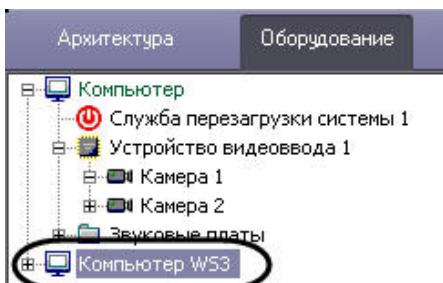 Архитектура Оборудование
Компьютер
Служба перезагрузки системы 1
Устройство видеоввода 1
Камера 1
Камера 2
Звуковые платы
Компьютер WS3